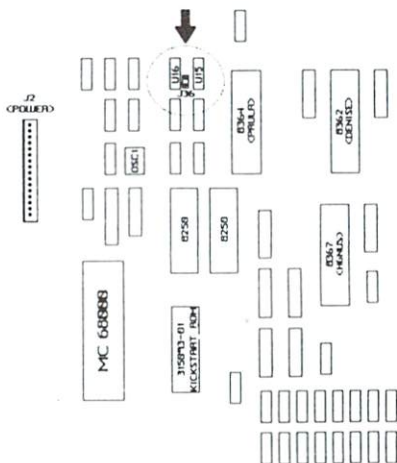 J2
<POWER>
U16
U15
J36
OSC1
8364
<PAULA>
8362
<DENISE>
8250
8250
8367
<AGNUS>
MC 68000
315093-01
KICKSTART ROM